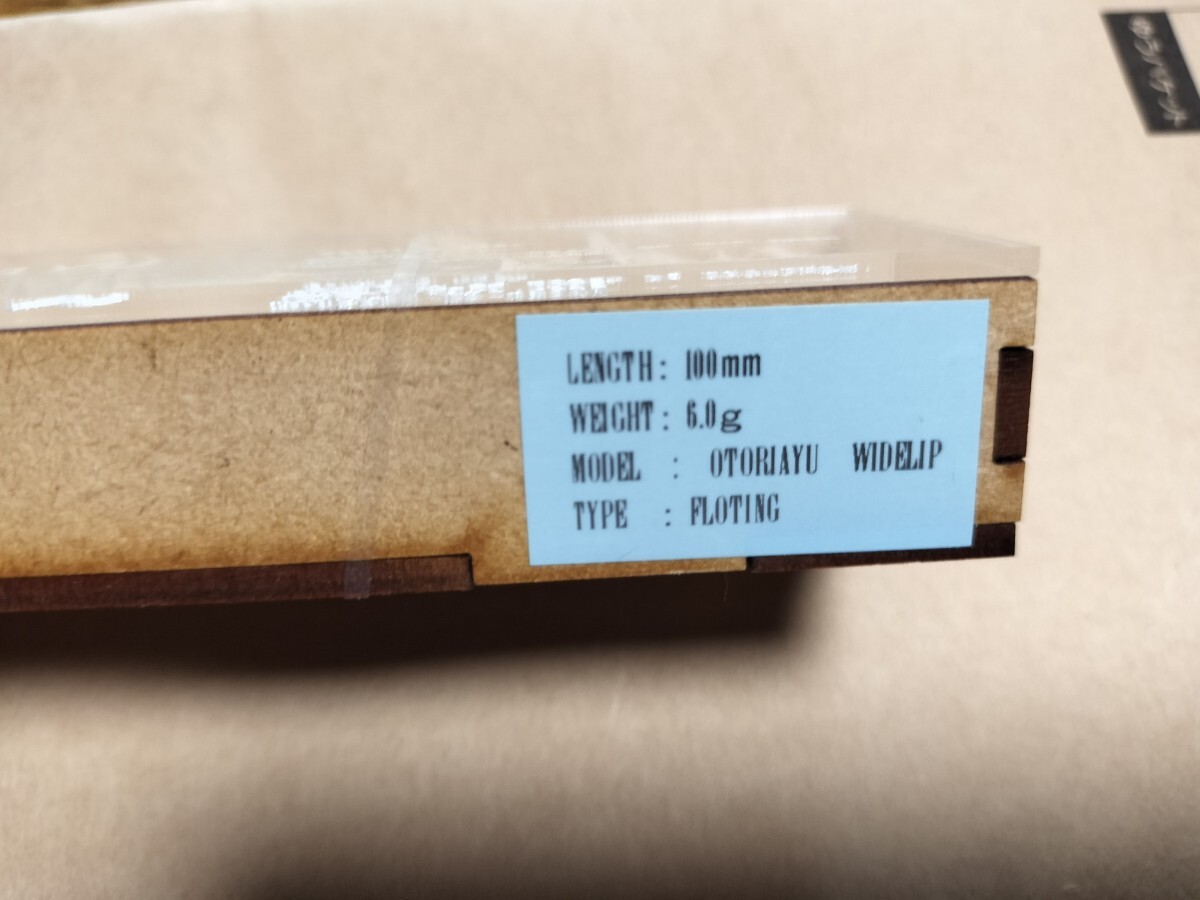 LENGTH: 100mm
WEIGHT: 6.0g
MODEL : OTORIAYU WIDELIP
TYPE : FLOTING